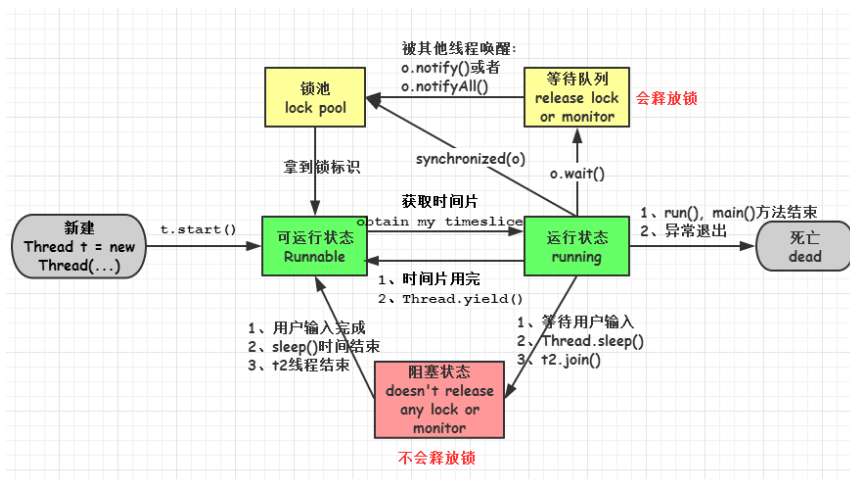 被其他线程唤醒:
o.notify()或者
o.notifyAll()
锁池
lock pool
等待队列
release lock
or monitor
会释放锁
拿到锁标识
synchronized(o)
o.wait()
新建
Thread t = new
Thread(...)
t.start()
可运行状态
Runnable
获取时间片
obtain my timeslice
运行状态
running
1、run(), main()方法结束
2、异常退出
死亡
dead
1、时间片用完
2、Thread.yield()
1、用户输入完成
2、sleep()时间结束
3、t2线程结束
1、等待用户输入
2、Thread.sleep()
3、t2.join()
阻塞状态
doesn't release
any lock or
monitor
不会释放锁